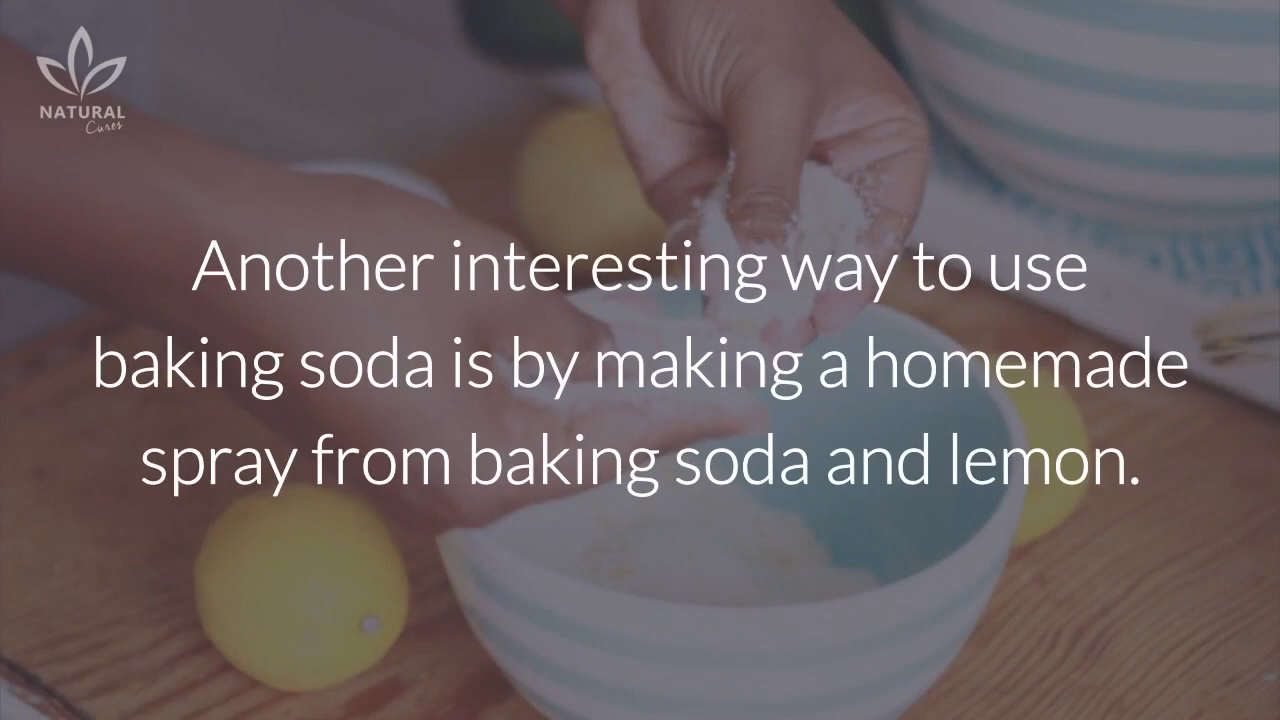 NATURAL
Cures
Another interesting way to use
baking soda is by making a homemade
spray from baking soda and lemon.